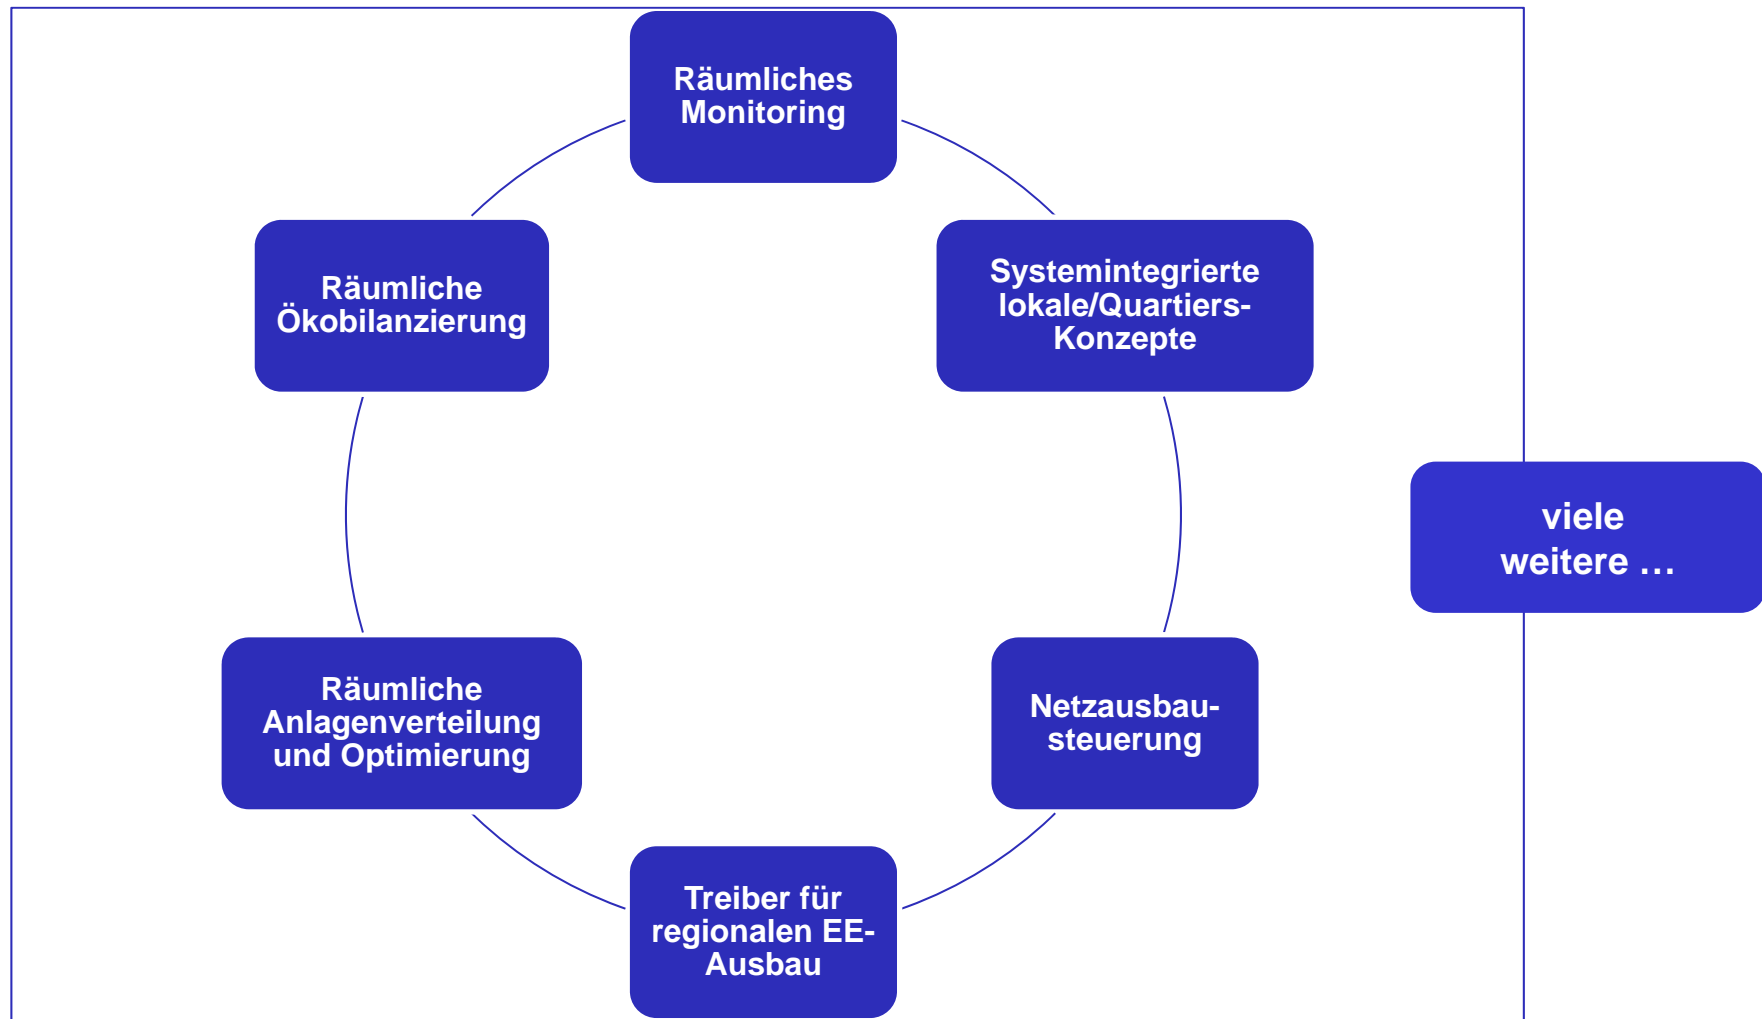 Räumliches
Monitoring
Systemintegrierte
lokale/Quartiers-
Konzepte
Netzausbau-
steuerung
Treiber für
regionalen EE-
Ausbau
Räumliche
Anlagenverteilung
und Optimierung
Räumliche
Ökobilanzierung
viele
weitere …